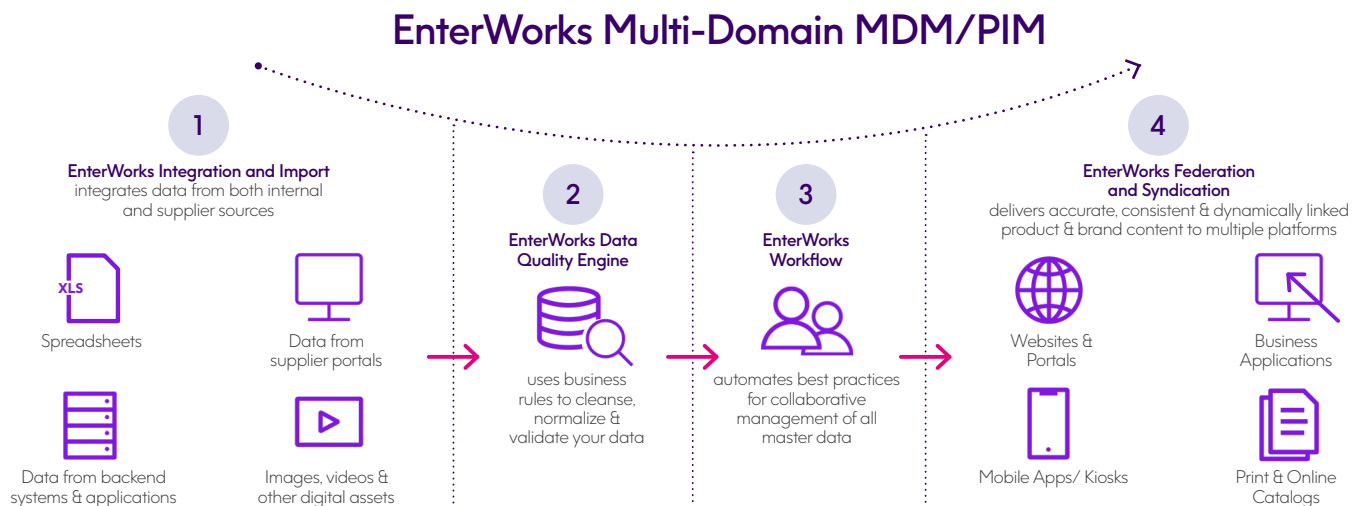 EnterWorks Multi-Domain MDM/PIM
1
EnterWorks Integration and Import
integrates data from both internal
and supplier sources
XLS
Spreadsheets
Data from
supplier portals
Data from backend
systems & applications
Images, videos &
other digital assets
2
EnterWorks Data
Quality Engine
uses business
rules to cleanse,
normalize &
validate your data
3
EnterWorks
Workflow
automates best practices
for collaborative
management of all
master data
4
EnterWorks Federation
and Syndication
delivers accurate, consistent & dynamically linked
product & brand content to multiple platforms
Websites &
Portals
Business
Applications
Mobile Apps/ Kiosks
Print & Online
Catalogs